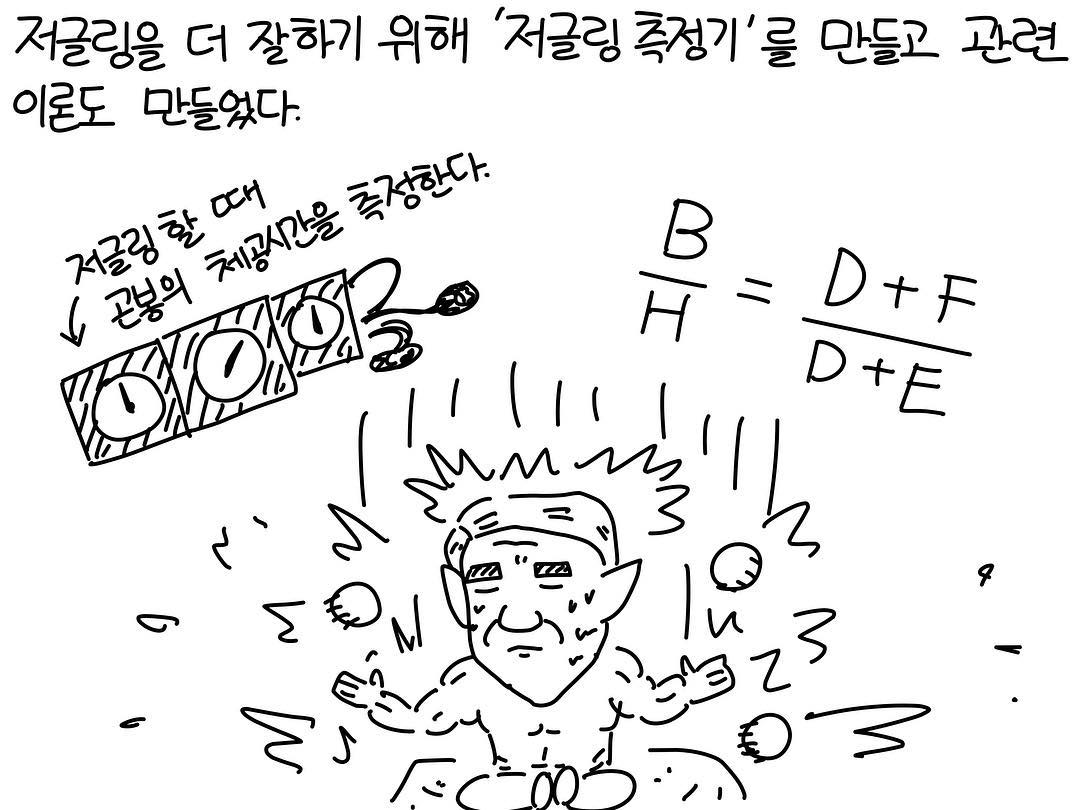 저글링을 더 잘하기 위해 '저글링 측정기'를 만들고 관련
이론도 만들었다.
저글링 할 때
곤봉의 체공시간을 측정한다.
B
H
=
D+F
D+E